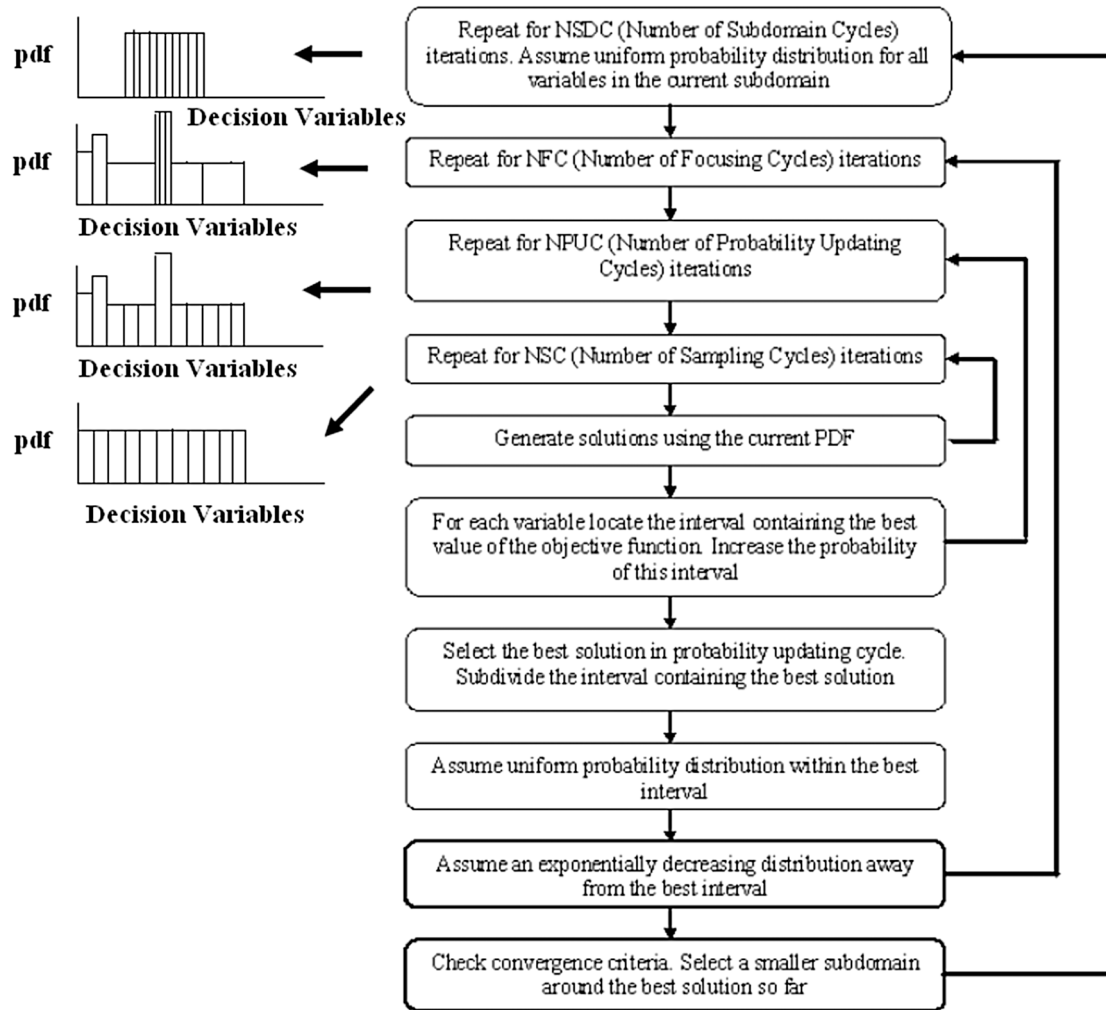 pdf
Decision Variables
pdf
Decision Variables
pdf
Decision Variables
pdf
Decision Variables
Repeat for NSDC (Number of Subdomain Cycles)
iterations. Assume uniform probability distribution for all
variables in the current subdomain
Repeat for NFC (Number of Focusing Cycles) iterations
Repeat for NPUC (Number of Probability Updating
Cycles) iterations
Repeat for NSC (Number of Sampling Cycles) iterations
Generate solutions using the current PDF
For each variable locate the interval containing the best
value of the objective function. Increase the probability
of this interval
Select the best solution in probability updating cycle.
Subdivide the interval containing the best solution
Assume uniform probability distribution within the best
interval
Assume an exponentially decreasing distribution away
from the best interval
Check convergence criteria. Select a smaller subdomain
around the best solution so far